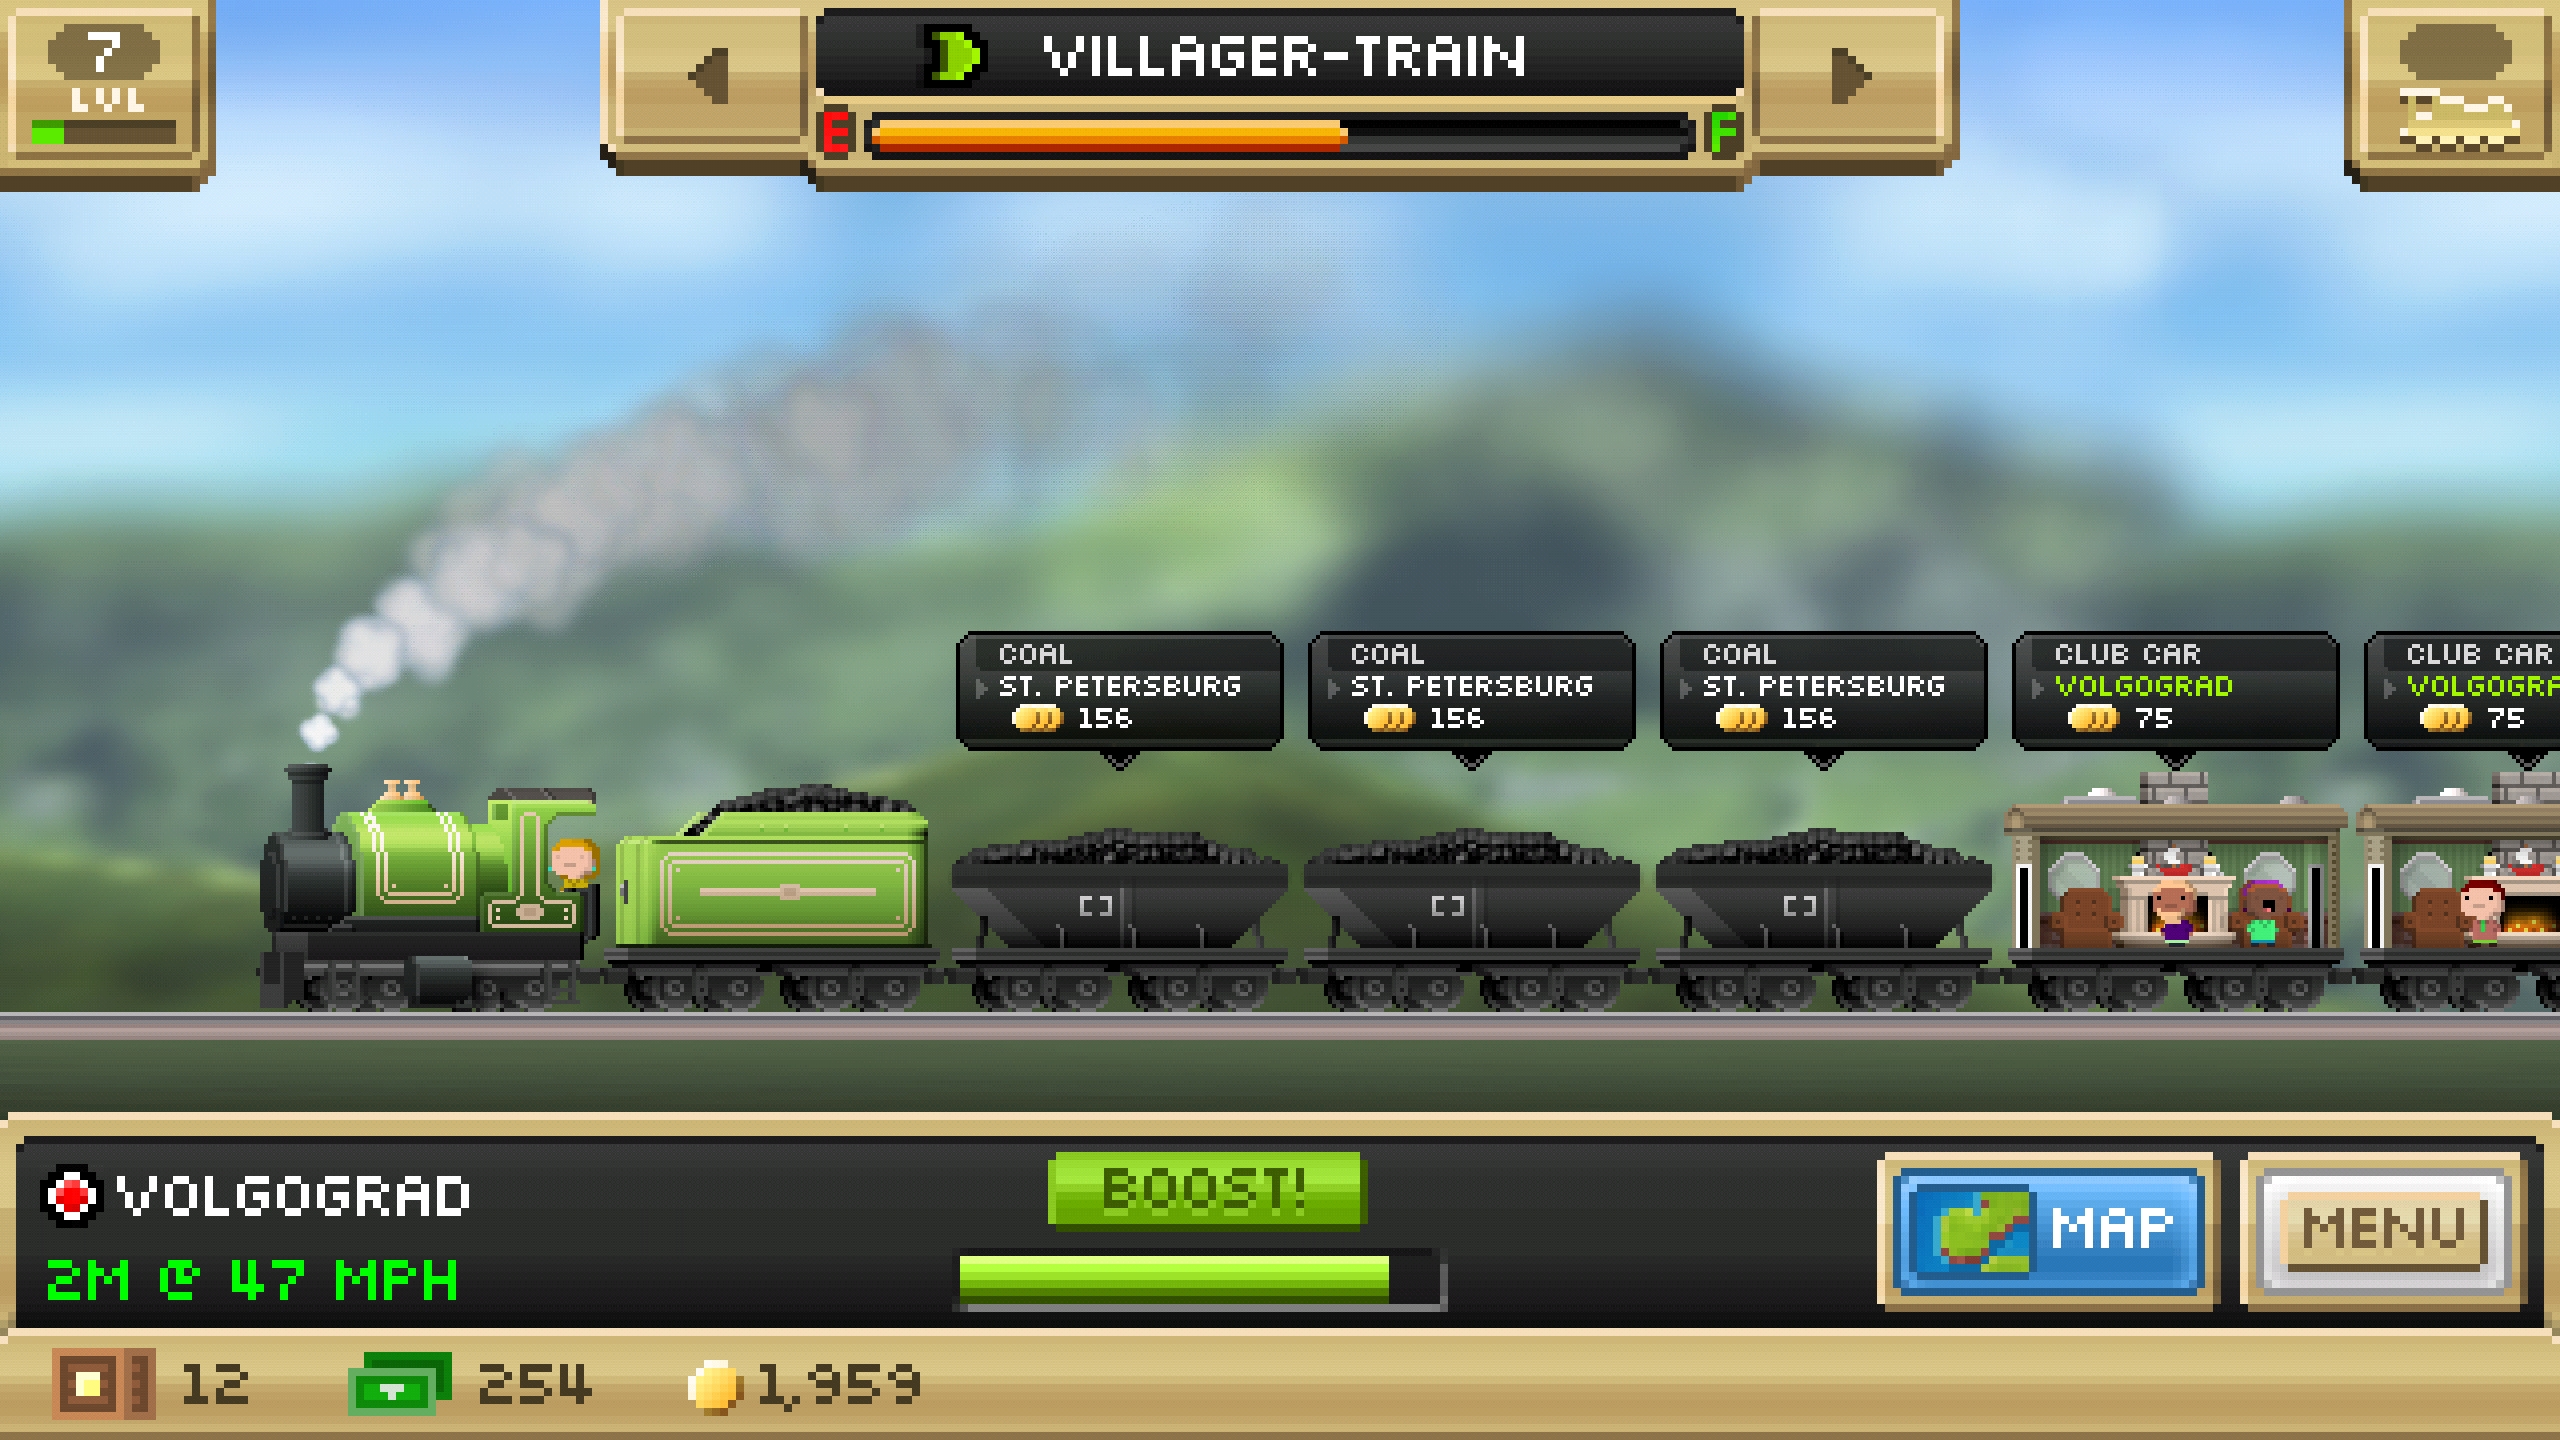 7
LVL
VILLAGER-TRAIN
E F
COAL
ST. PETERSBURG
156
COAL
ST. PETERSBURG
156
COAL
ST. PETERSBURG
156
CLUB CAR
VOLGOGRAD
75
CLUB CAR
VOLGOGRA
75
VOLGOGRAD
2M @ 47 MPH
BOOST!
MAP
MENU
12 254 1,959